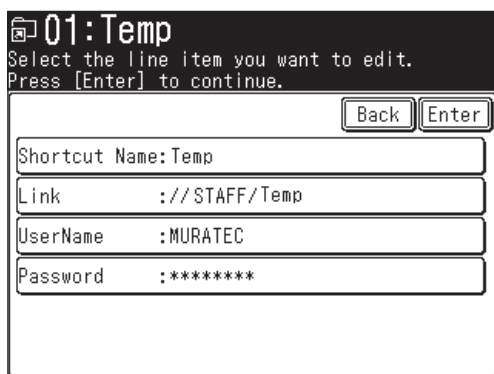 01:Temp
Select the line item you want to edit.
Press [Enter] to continue.
Back Enter
Shortcut Name:Temp
Link ://STAFF/Temp
UserName :MURATEC
Password :********